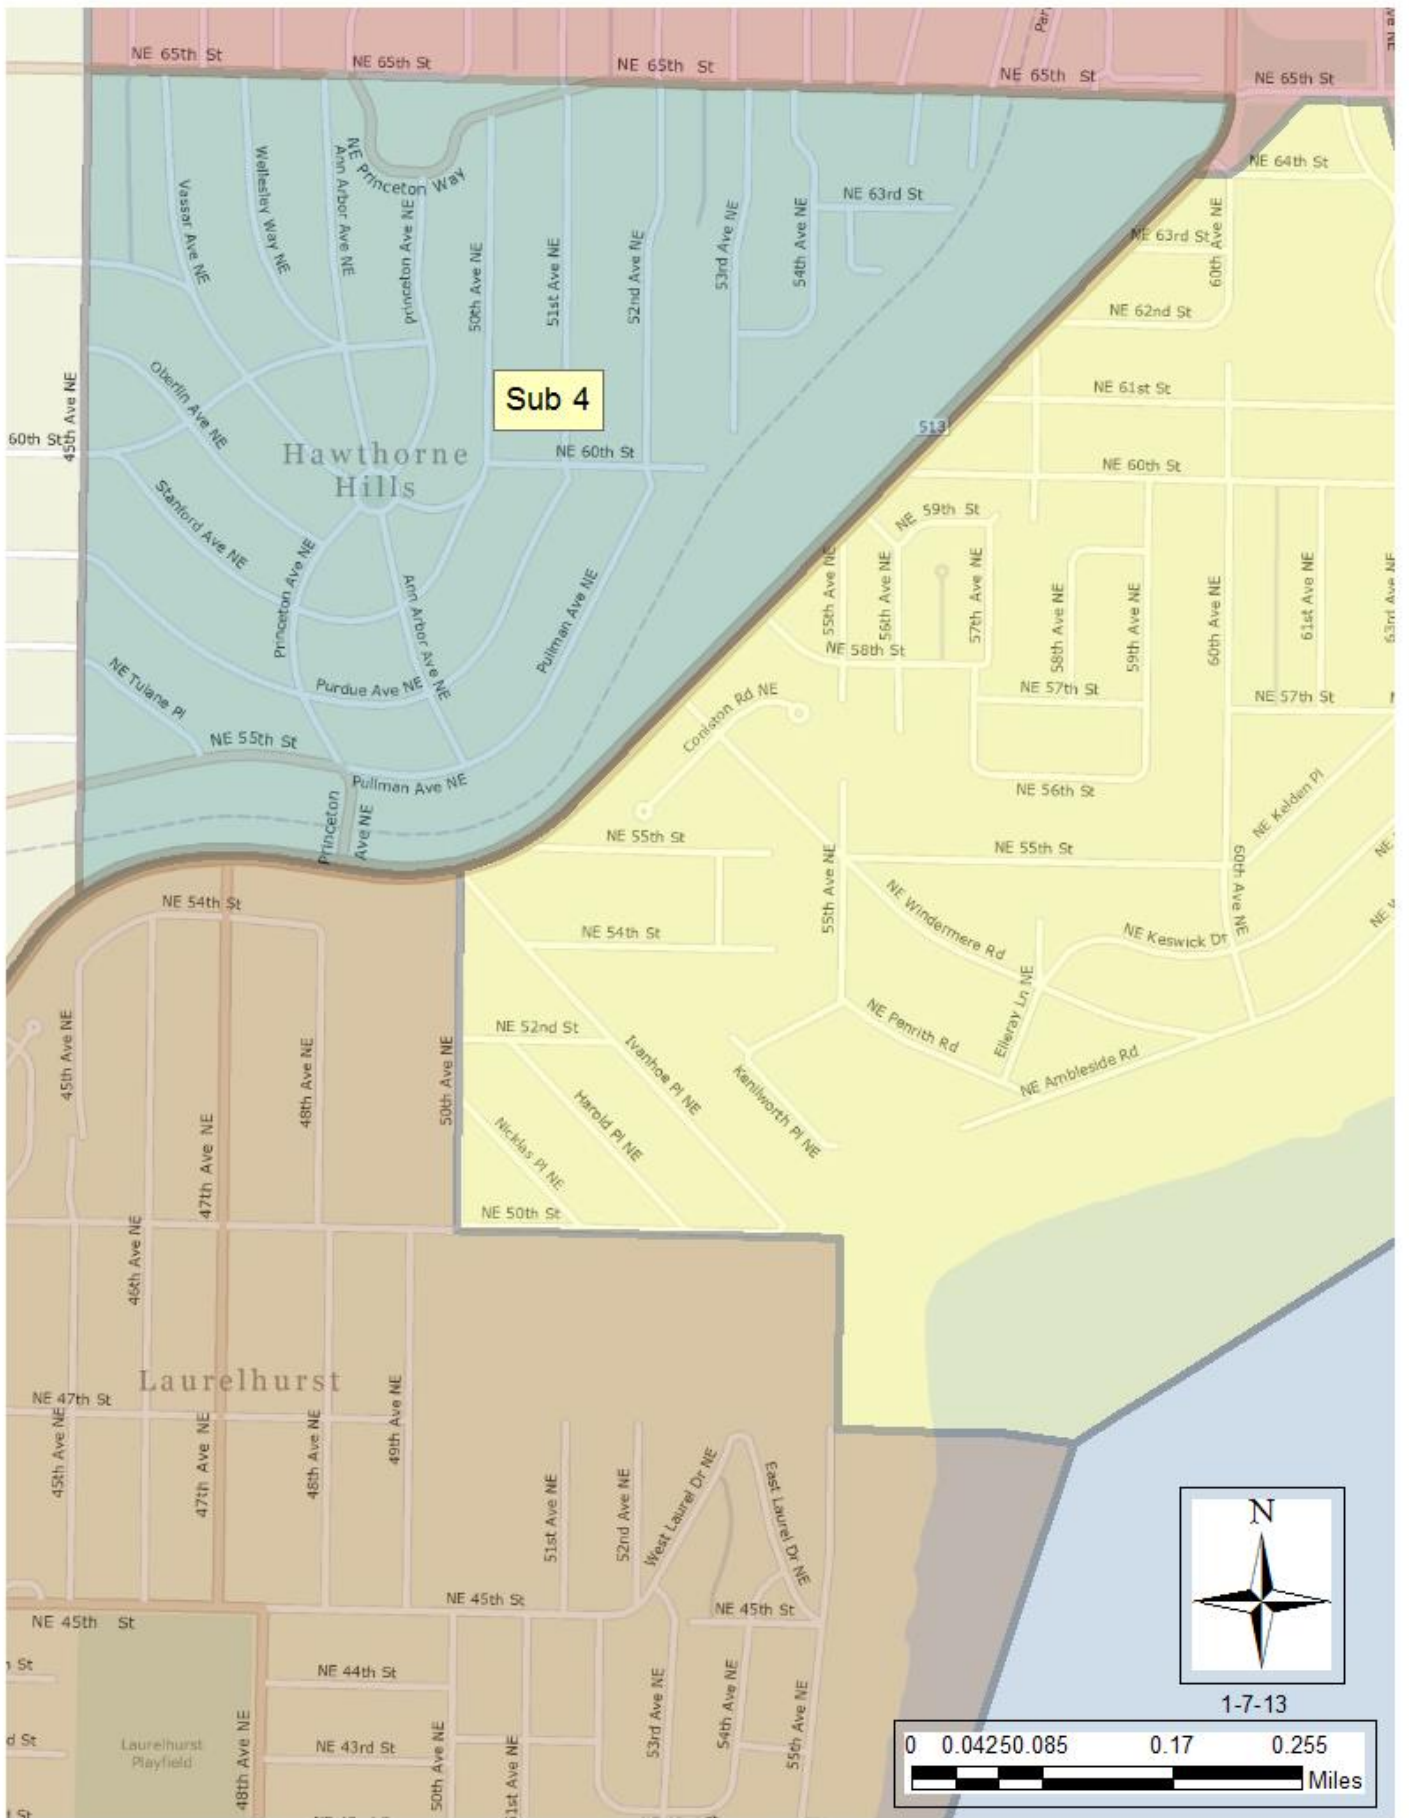 NE 65th St
NE 65th St
NE 65th St
NE 65th St
NE 65th St
NE Princeton Way
NE 64th St
Vassar Ave NE
Wellesley Way NE
Ann Arbor Ave NE
princeton Ave NE
50th Ave NE
51st Ave NE
52nd Ave NE
53rd Ave NE
54th Ave NE
NE 63rd St
NE 63rd St
60th Ave NE
NE 62nd St
45th Ave NE
Oberlin Ave NE
Sub 4
NE 61st St
513
60th St
Hawthorne
Hills
NE 60th St
NE 60th St
Stanford Ave NE
NE 59th St
Princeton Ave NE
Ann Arbor Ave NE
Pullman Ave NE
55th Ave NE
56th Ave NE
57th Ave NE
58th Ave NE
59th Ave NE
60th Ave NE
61st Ave NE
63rd Ave NE
NE 58th St
NE Tulane Pl
Purdue Ave NE
Coniston Rd NE
NE 57th St
NE 57th St
NE 55th St
Pullman Ave NE
NE 56th St
Princeton
Ave NE
NE 55th St
NE 55th St
NE Kelden Pl
55th Ave NE
60th Ave NE
NE 54th St
NE 54th St
NE Windermere Rd
NE Keswick Dr
Elleray Ln NE
45th Ave NE
48th Ave NE
50th Ave NE
NE 52nd St
NE Penrith Rd
Ivanhoe Pl NE
Kenilworth Pl NE
NE Ambleside Rd
47th Ave NE
Harold Pl NE
Nicklas Pl NE
NE 50th St
46th Ave NE
Laurelhurst
NE 47th St
45th Ave NE
47th Ave NE
48th Ave NE
49th Ave NE
51st Ave NE
52nd Ave NE
West Laurel Dr NE
East Laurel Dr NE
N
NE 45th St
NE 45th St
NE 45th St
NE 44th St
NE 43rd St
Laurelhurst
Playfield
48th Ave NE
50th Ave NE
51st Ave NE
53rd Ave NE
54th Ave NE
55th Ave NE
1-7-13
0 0.04250.085 0.17 0.255
Miles